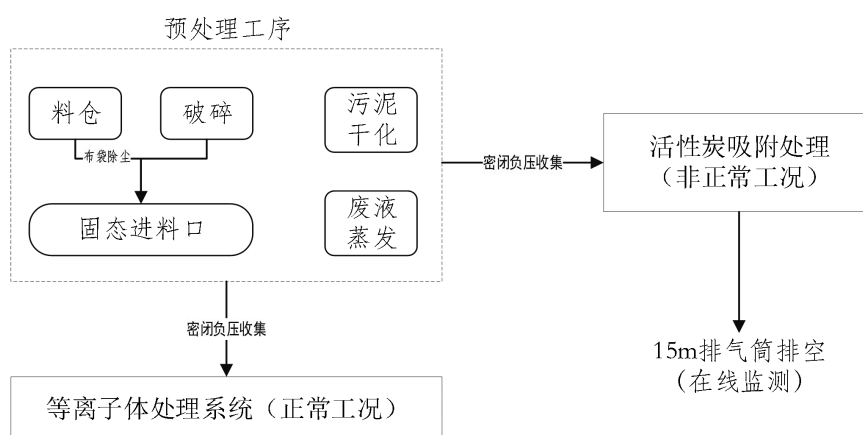 预处理工序
料仓
破碎
污泥
干化
布袋除尘
固态进料口
废液
蒸发
密闭负压收集
活性炭吸附处理
（非正常工况）
密闭负压收集
15m排气筒排空
（在线监测）
等离子体处理系统（正常工况）